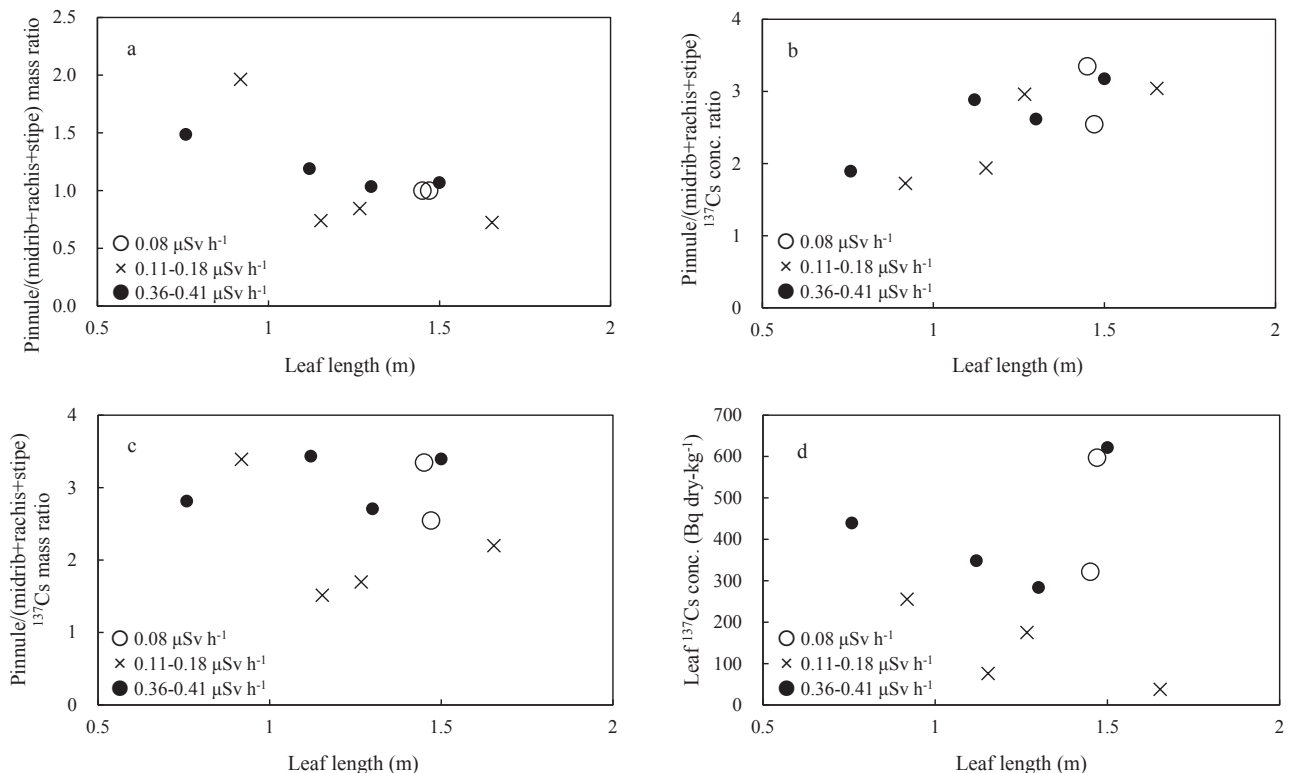 a
Pinnule/(midrib+rachis+stipe) mass ratio
2.5
2.0
1.5
1.0
0.5
0.0
0.08 μSv h-1
0.11-0.18 μSv h-1
0.36-0.41 μSv h-1
0.5 1 1.5 2
Leaf length (m)
b
Pinnule/(midrib+rachis+stipe)
137Cs conc. ratio
4
3
2
1
0
0.08 μSv h-1
0.11-0.18 μSv h-1
0.36-0.41 μSv h-1
0.5 1 1.5 2
Leaf length (m)
c
Pinnule/(midrib+rachis+stipe)
137Cs mass ratio
4
3
2
1
0
0.08 μSv h-1
0.11-0.18 μSv h-1
0.36-0.41 μSv h-1
0.5 1 1.5 2
Leaf length (m)
d
Leaf 137Cs conc. (Bq dry-kg-1)
700
600
500
400
300
200
100
0
0.08 μSv h-1
0.11-0.18 μSv h-1
0.36-0.41 μSv h-1
0.5 1 1.5 2
Leaf length (m)